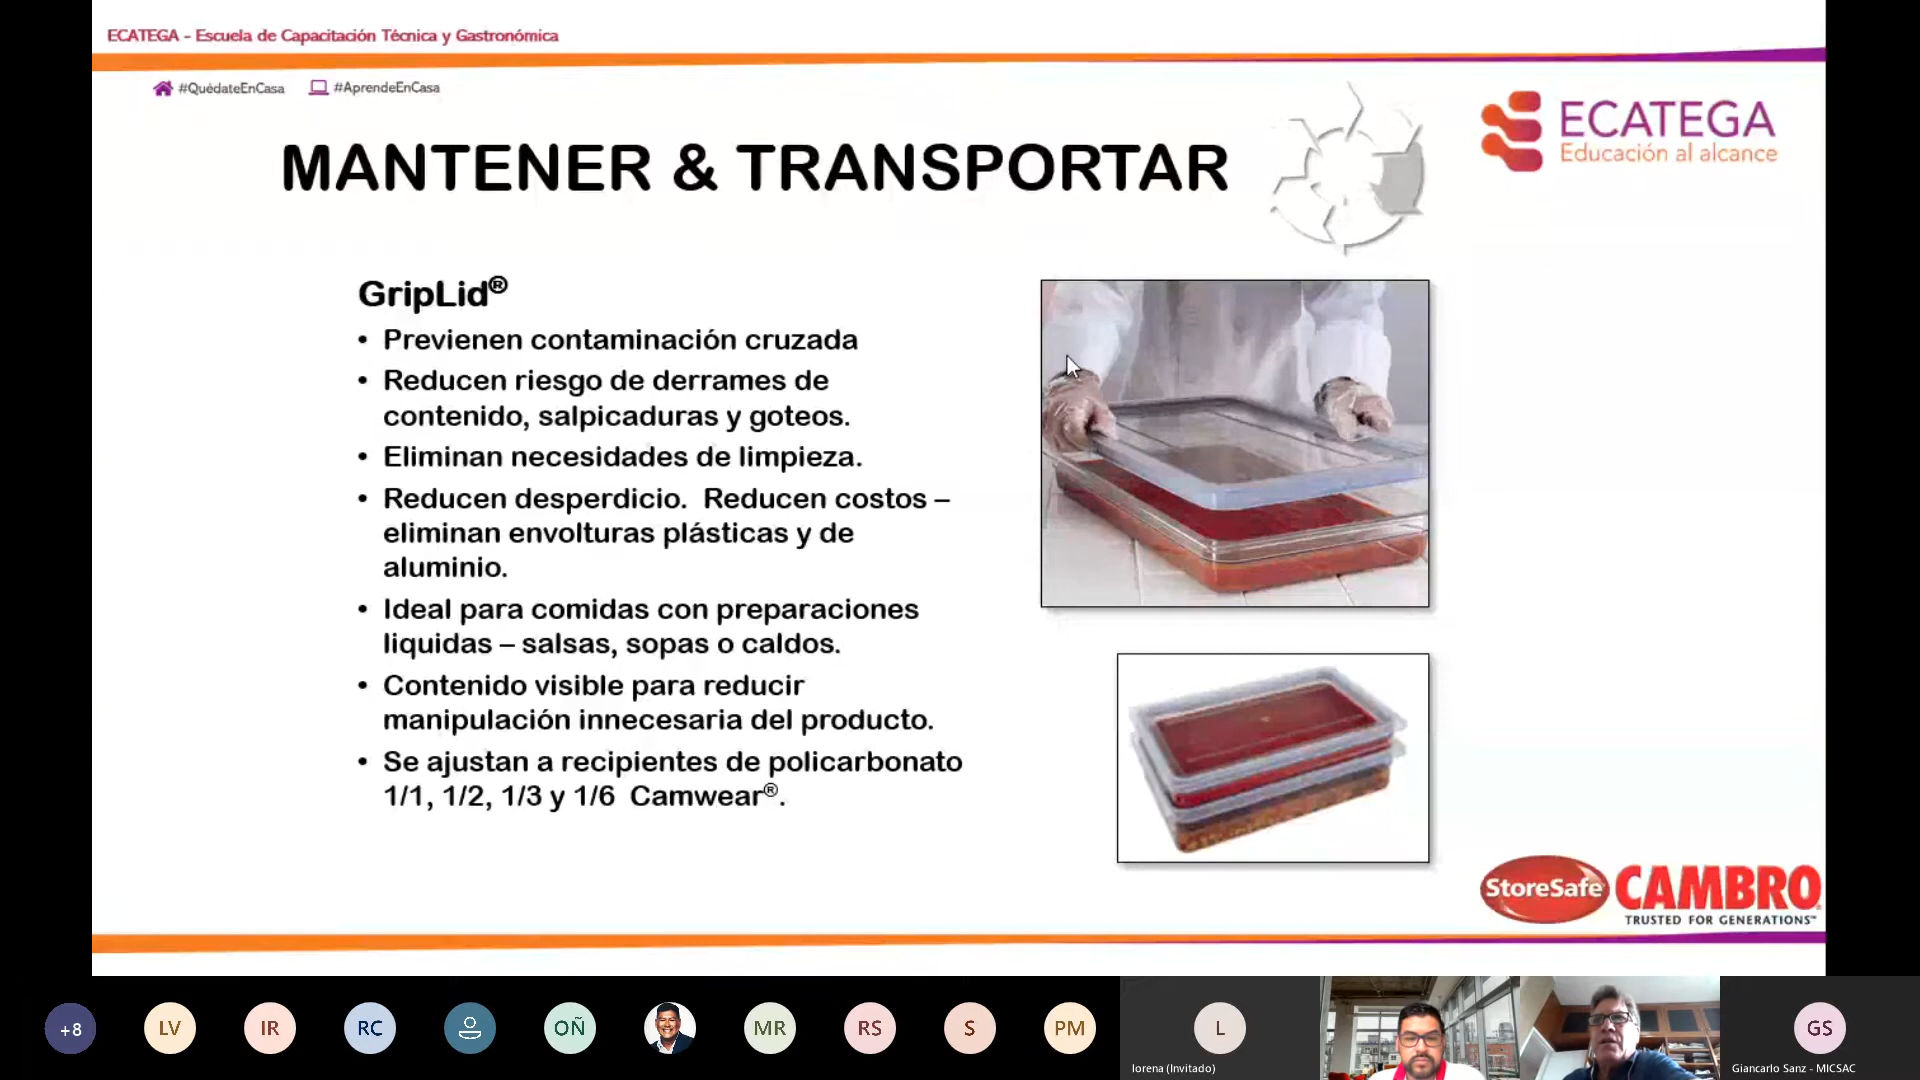 ECATEGA - Escuela de Capacitación Técnica y Gastronómica
#QuédateEnCasa #AprendeEnCasa
ECATEGA
Educación al alcance
MANTENER & TRANSPORTAR
GripLid®
• Previenen contaminación cruzada
• Reducen riesgo de derrames de
contenido, salpicaduras y goteos.
• Eliminan necesidades de limpieza.
• Reducen desperdicio. Reducen costos –
eliminan envolturas plásticas y de
aluminio.
• Ideal para comidas con preparaciones
liquidas – salsas, sopas o caldos.
• Contenido visible para reducir
manipulación innecesaria del producto.
• Se ajustan a recipientes de policarbonato
1/1, 1/2, 1/3 y 1/6 Camwear®.
StoreSafe CAMBRO
TRUSTED FOR GENERATIONS™
+8 LV IR RC OÑ MR RS S PM L GS
lorena (Invitado) Giancarlo Sanz - MICSAC